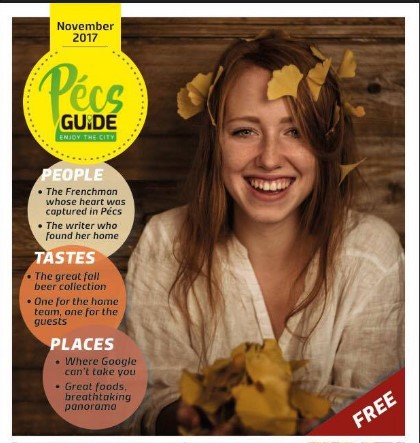 November
2017
Pécs
GUiDE
ENJOY THE CITY
PEOPLE
• The Frenchman
whose heart was
captured in Pécs
• The writer who
found her home
TASTES
• The great fall
beer collection
• One for the home
team, one for the
guests
PLACES
• Where Google
can't take you
• Great foods,
breathtaking
panorama
FREE